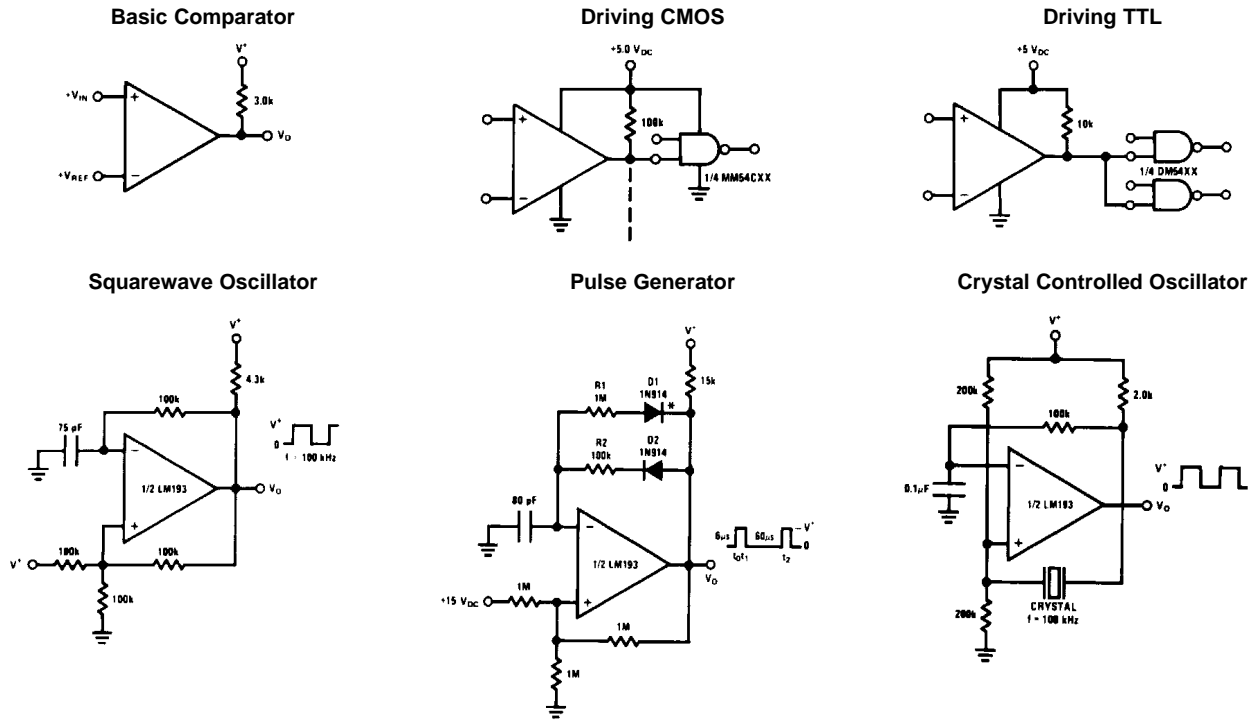 Basic Comparator
V+
3.0k
+VIN
+
VO
+VREF
−
Driving CMOS
+5.0 VDC
100k
+
−
1/4 MM54CXX
Driving TTL
+5 VDC
10k
+
−
1/4 DM54XX
Squarewave Oscillator
V+
4.3k
100k
75 pF
V+
0
f = 100 kHz
−
1/2 LM193
VO
+
V+
100k
100k
100k
Pulse Generator
V+
15k
R1
1M
D1
1N914
*
R2
100k
D2
1N914
80 pF
−
1/2 LM193
6μs
60μs
V+
0
t0 t1
t2
VO
+15 VDC
1M
+
1M
1M
Crystal Controlled Oscillator
V+
200k
2.0k
100k
0.1μF
−
1/2 LM193
V+
0
VO
+
200k
CRYSTAL
f = 100 kHz